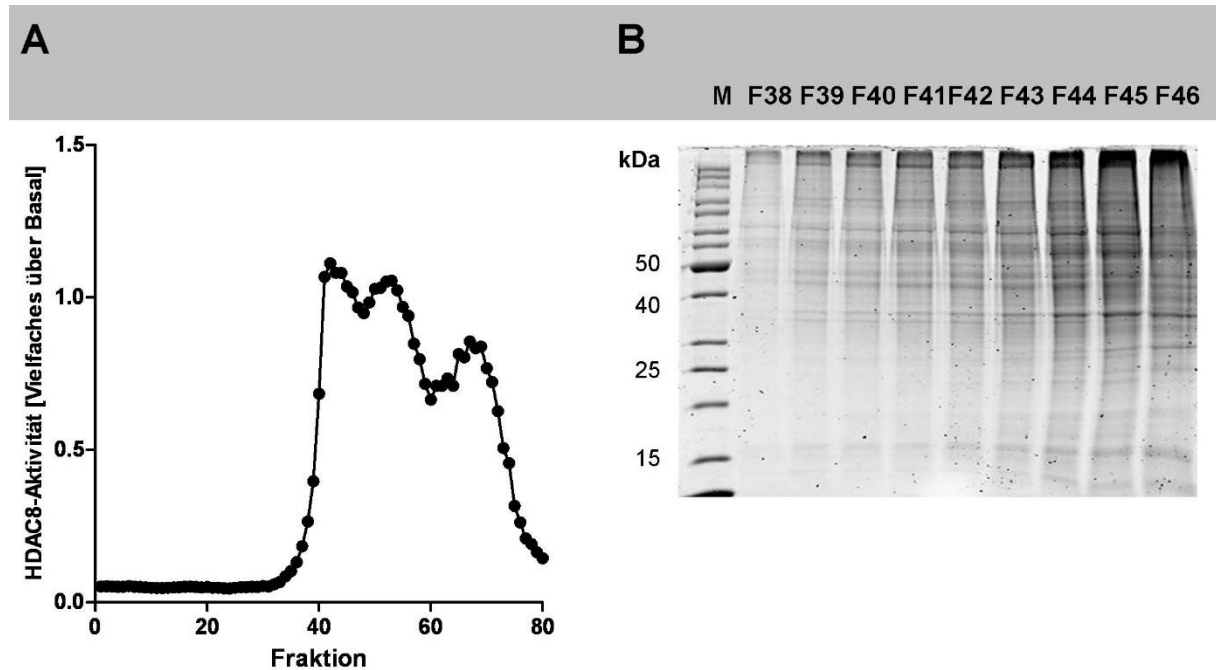 A
B
M F38 F39 F40 F41 F42 F43 F44 F45 F46
HDAC8-Aktivität [Vielfaches über Basal]
1.5
1.0
0.5
0.0
0 20 40 60 80
Fraktion
kDa
50
40
25
15